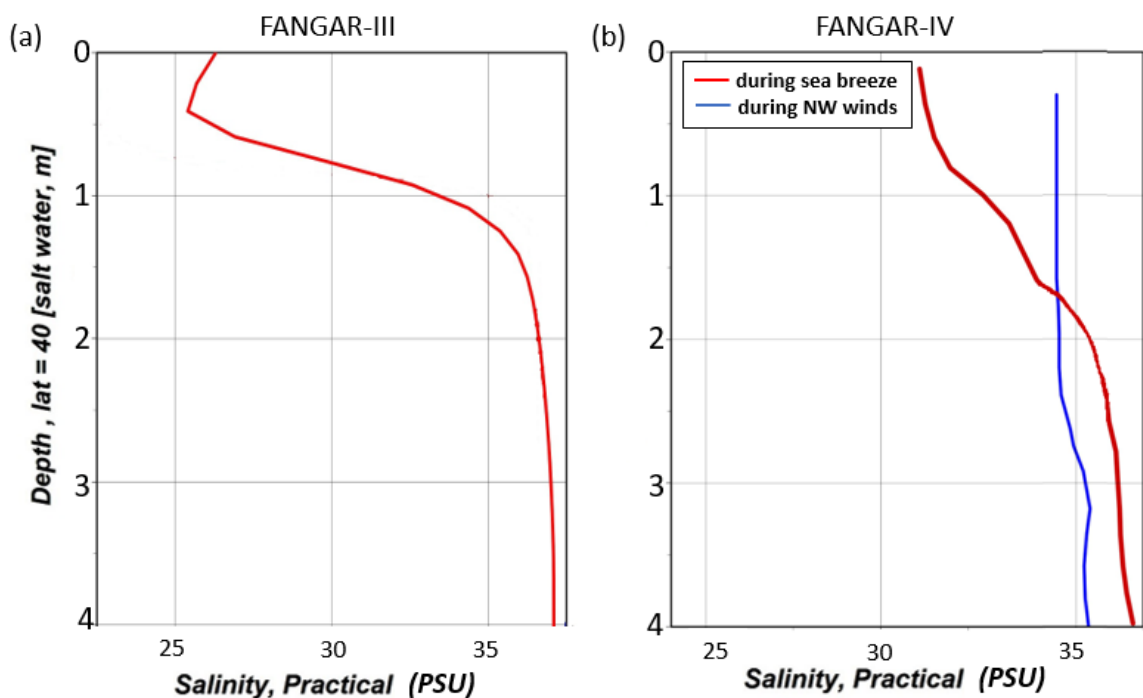 (a)
FANGAR-III
0
1
2
3
4
Depth , lat = 40 [salt water, m]
25
30
35
Salinity, Practical (PSU)
(b)
FANGAR-IV
during sea breeze
during NW winds
0
1
2
3
4
25
30
35
Salinity, Practical (PSU)